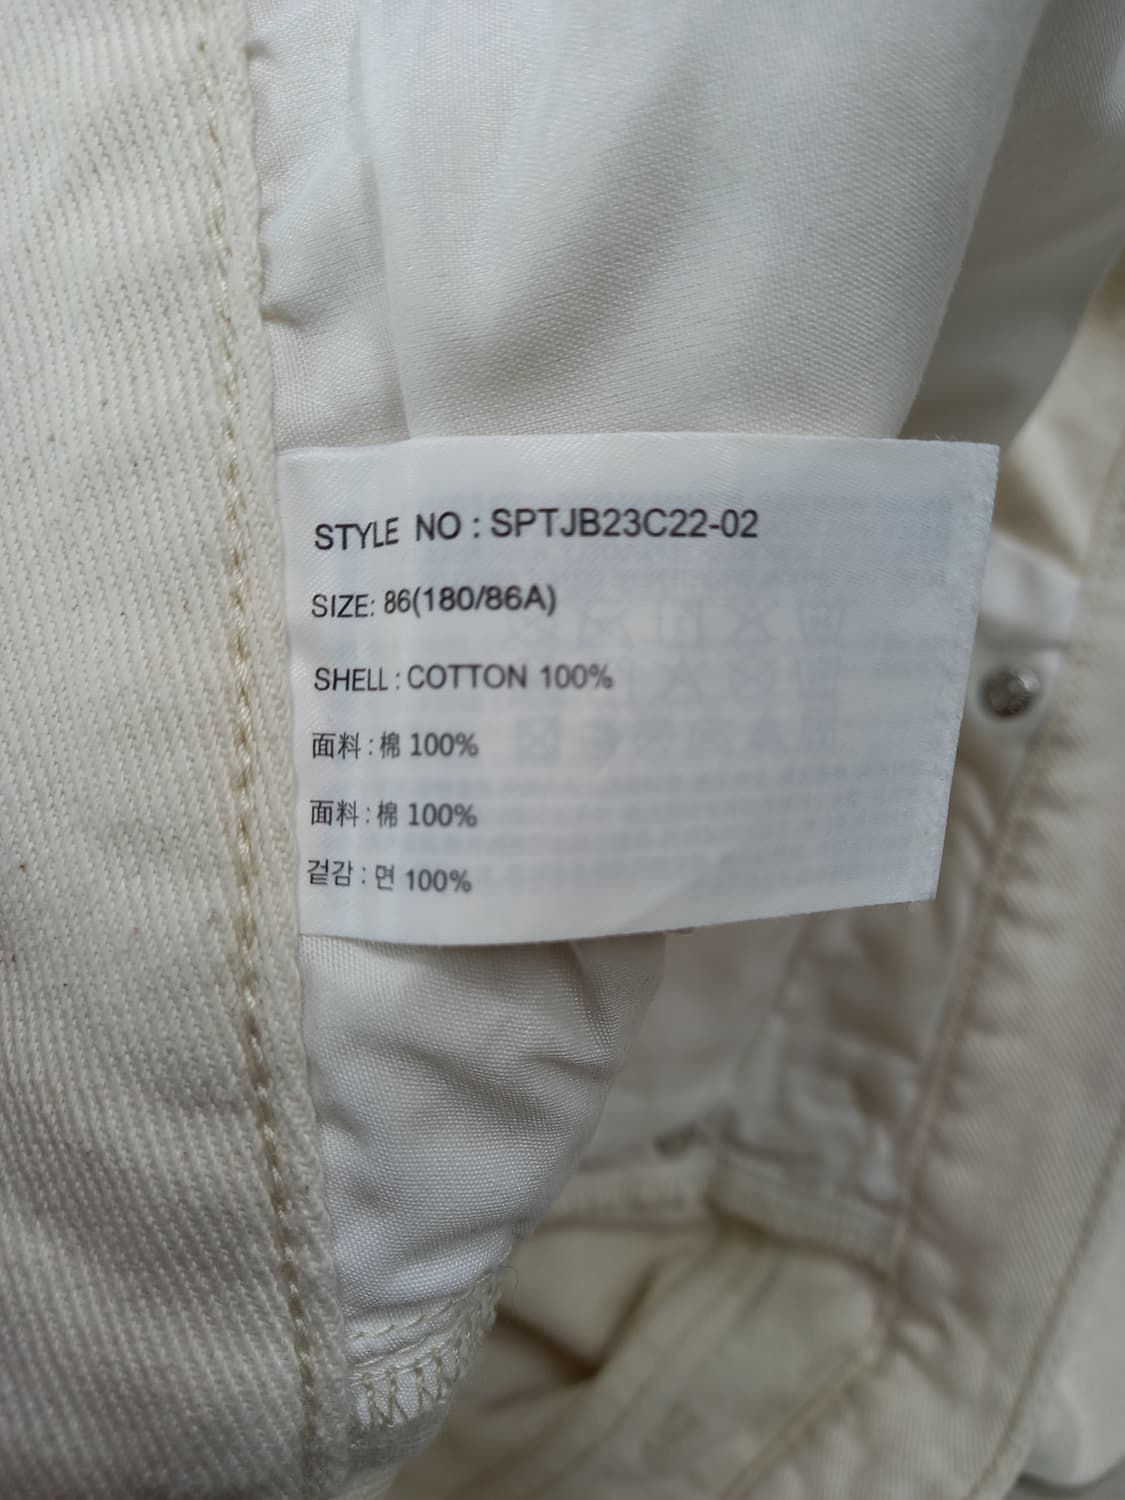 STYLE NO : SPTJB23C22-02
SIZE: 86(180/86A)
SHELL : COTTON 100%
面料 : 棉 100%
面料 : 棉 100%
겉감 : 면 100%